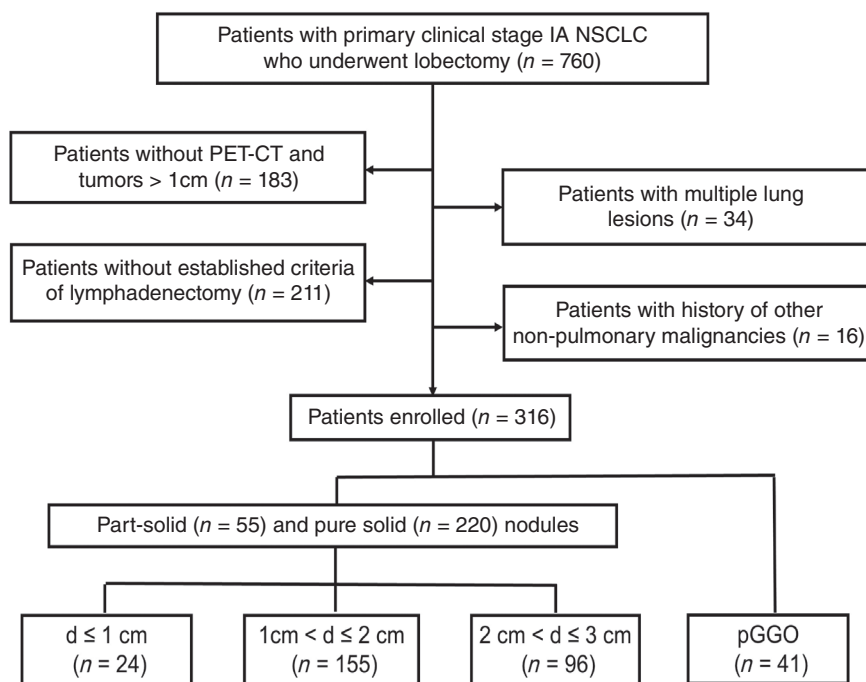 Patients with primary clinical stage IA NSCLC
who underwent lobectomy (n = 760)
Patients without PET-CT and
tumors > 1cm (n = 183)
Patients with multiple lung
lesions (n = 34)
Patients without established criteria
of lymphadenectomy (n = 211)
Patients with history of other
non-pulmonary malignancies (n = 16)
Patients enrolled (n = 316)
Part-solid (n = 55) and pure solid (n = 220) nodules
d ≤ 1 cm
(n = 24)
1cm < d ≤ 2 cm
(n = 155)
2 cm < d ≤ 3 cm
(n = 96)
pGGO
(n = 41)